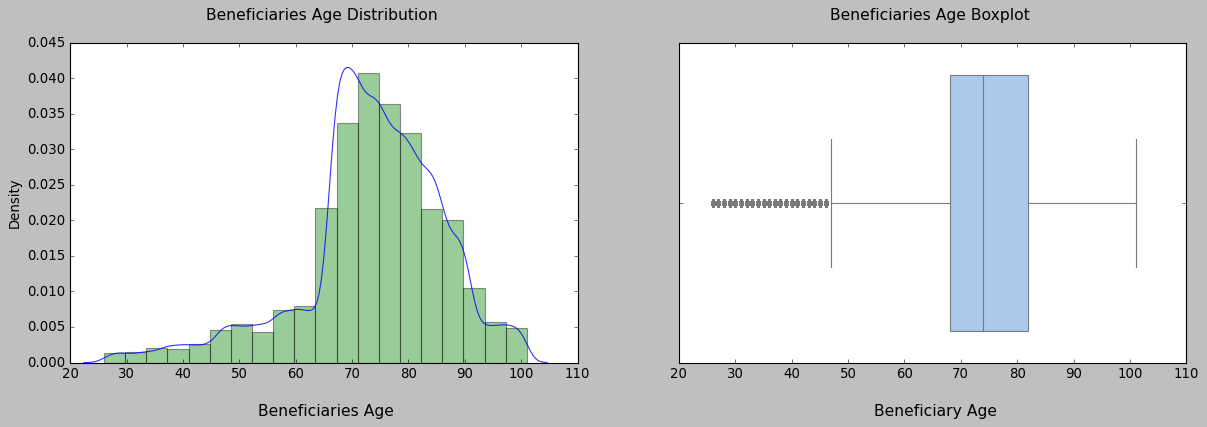 Beneficiaries Age Distribution
Density
0.045
0.040
0.035
0.030
0.025
0.020
0.015
0.010
0.005
0.000
20 30 40 50 60 70 80 90 100 110
Beneficiaries Age
Beneficiaries Age Boxplot
20 30 40 50 60 70 80 90 100 110
Beneficiary Age